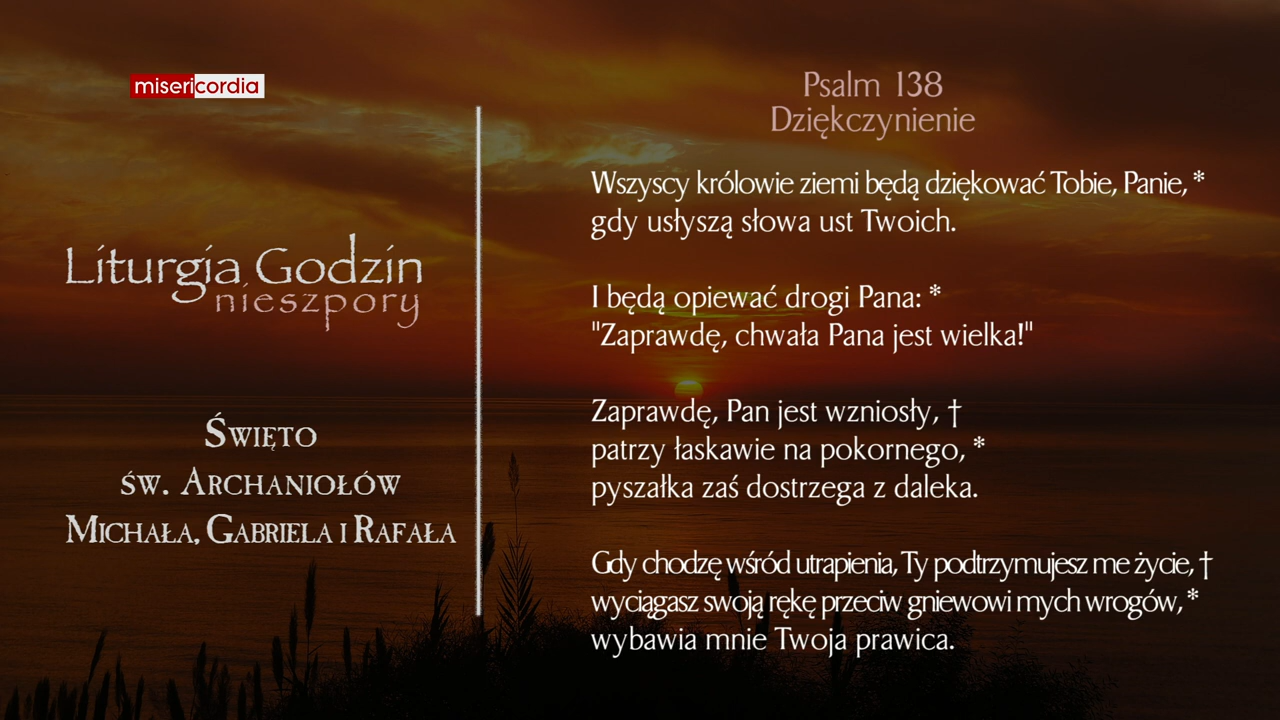 misericordia
Liturgia Godzin
nieszpory
Święto
św. Archaniołów
Michała, Gabriela i Rafała
Psalm 138
Dziękczynienie
Wszyscy królowie ziemi będą dziękować Tobie, Panie, *
gdy usłyszą słowa ust Twoich.
I będą opiewać drogi Pana: *
"Zaprawdę, chwała Pana jest wielka!"
Zaprawdę, Pan jest wzniosły, †
patrzy łaskawie na pokornego, *
pyszałka zaś dostrzega z daleka.
Gdy chodzę wśród utrapienia, Ty podtrzymujesz me życie, †
wyciągasz swoją rękę przeciw gniewowi mych wrogów, *
wybawia mnie Twoja prawica.